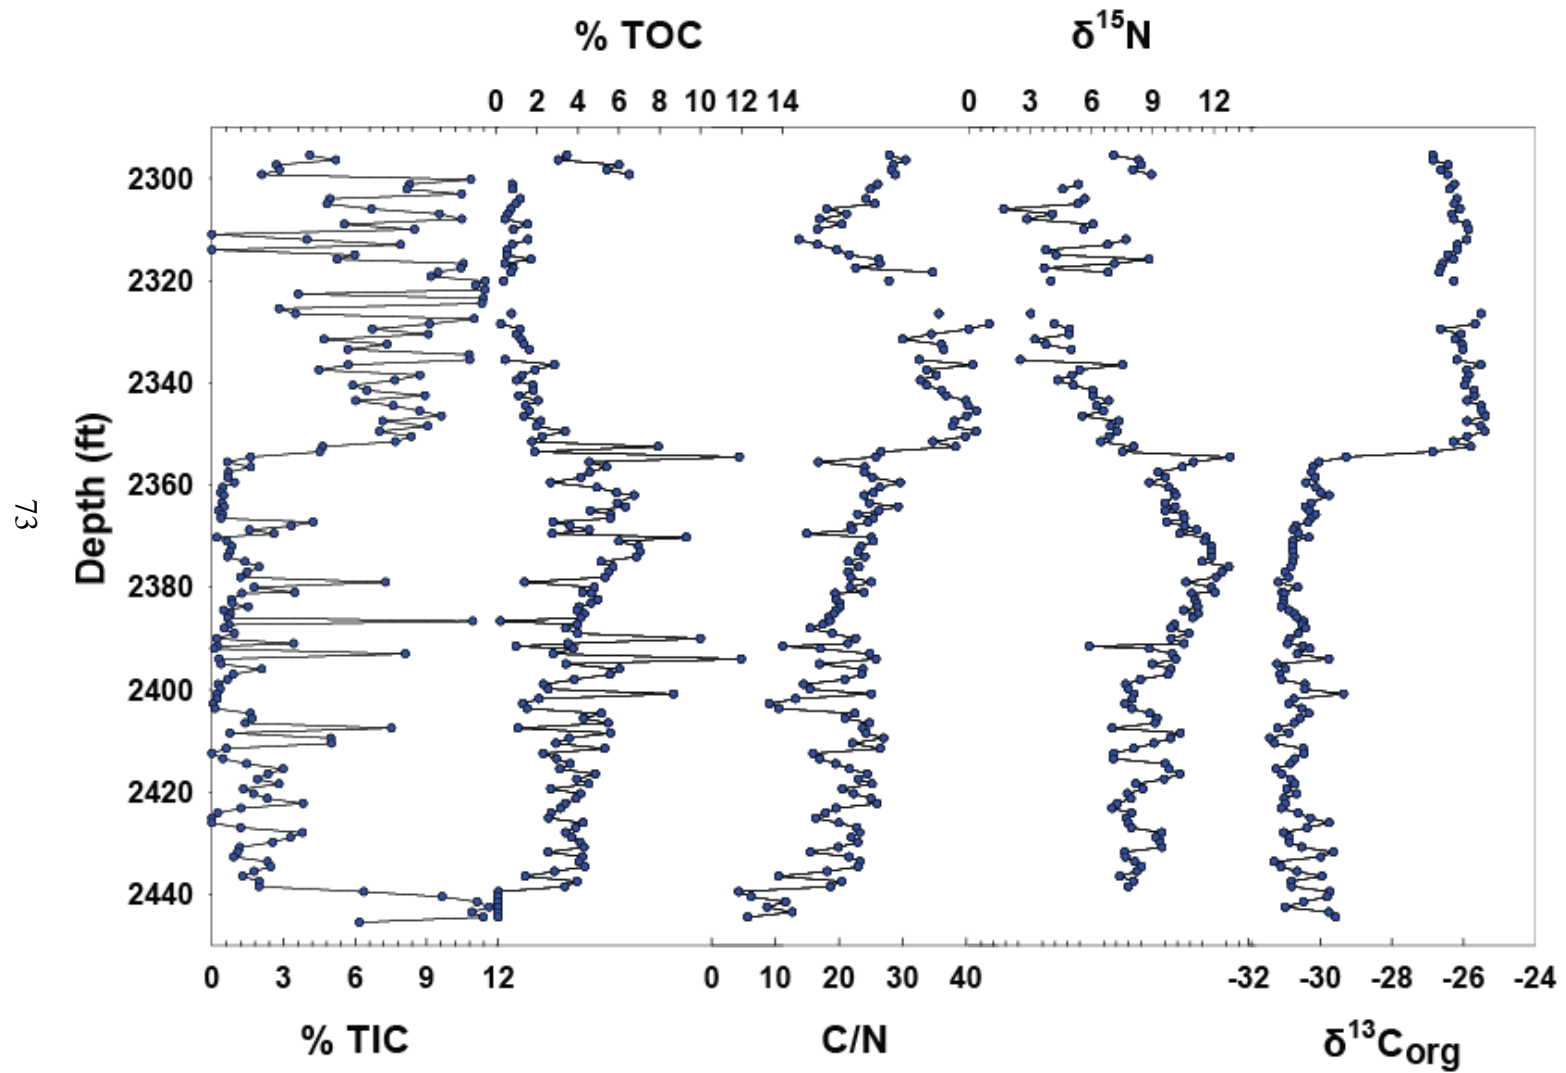 % TOC
δ15N
0 2 4 6 8 10 12 14
0 3 6 9 12
2300
2320
2340
2360
2380
2400
2420
2440
Depth (ft)
73
0 3 6 9 12
0 10 20 30 40
-32 -30 -28 -26 -24
% TIC
C/N
δ13Corg